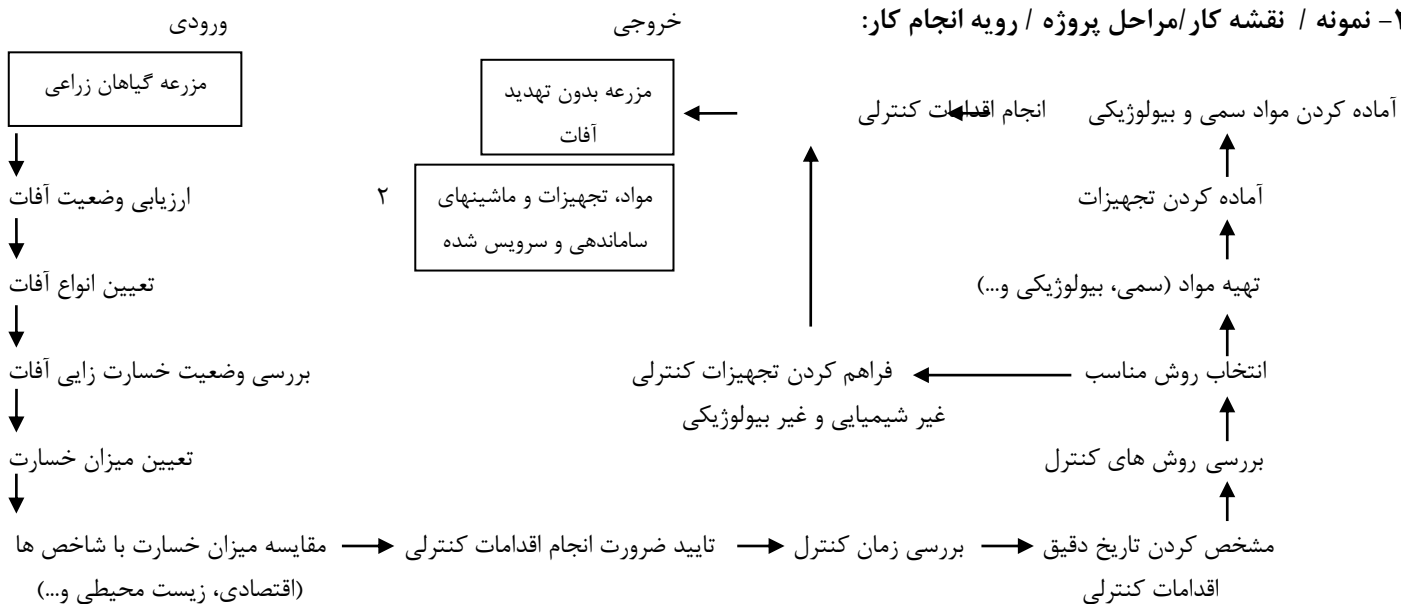 ۲- نمونه / نقشه کار/مراحل پروژه / رویه انجام کار:
ورودی
خروجی
مزرعه گیاهان زراعی
مزرعه بدون تهدید
آفات
انجام اقدامات کنترلی
آماده کردن مواد سمی و بیولوژیکی
ارزیابی وضعیت آفات
۲
مواد، تجهیزات و ماشینهای
ساماندهی و سرویس شده
آماده کردن تجهیزات
تعیین انواع آفات
تهیه مواد (سمی، بیولوژیکی و...)
بررسی وضعیت خسارت زایی آفات
فراهم کردن تجهیزات کنترلی
غیر شیمیایی و غیر بیولوژیکی
انتخاب روش مناسب
تعیین میزان خسارت
بررسی روش های کنترل
مقایسه میزان خسارت با شاخص ها
(اقتصادی، زیست محیطی و...)
تایید ضرورت انجام اقدامات کنترلی
بررسی زمان کنترل
مشخص کردن تاریخ دقیق
اقدامات کنترلی